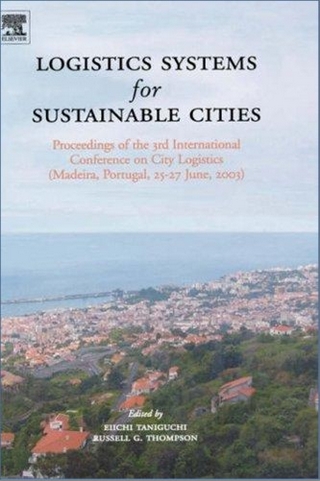 ELSEVIER
LOGISTICS SYSTEMS
for
SUSTAINABLE CITIES
Proceedings of the 3rd International
Conference on City Logistics
(Madeira, Portugal, 25-27 June, 2003)
Edited by
EIICHI TANIGUCHI
RUSSELL G. THOMPSON